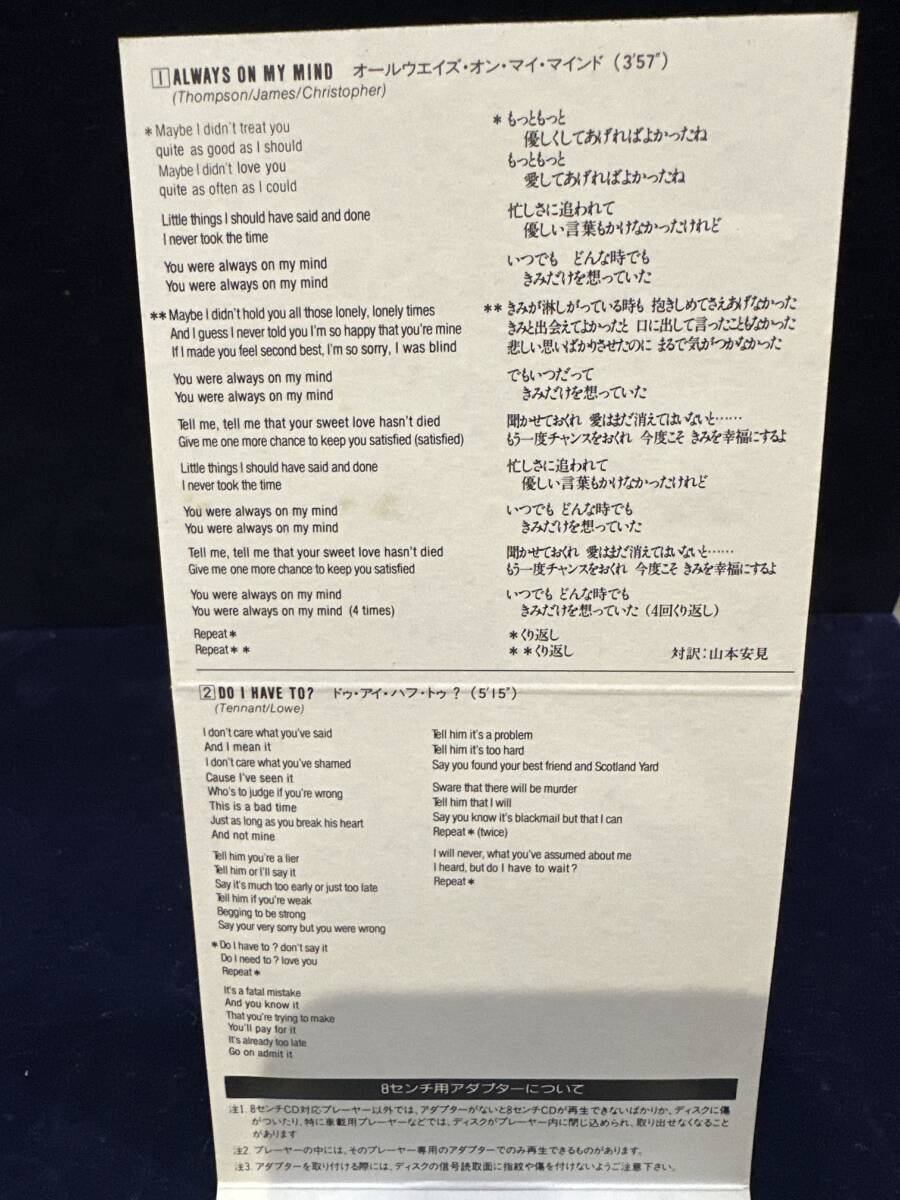 1 ALWAYS ON MY MIND オールウエイズ・オン・マイ・マインド (3'57")
(Thompson/James/Christopher)
*Maybe I didn't treat you
quite as good as I should
Maybe I didn't love you
quite as often as I could
Little things I should have said and done
I never took the time
You were always on my mind
You were always on my mind
**Maybe I didn't hold you all those lonely, lonely times
And I guess I never told you I'm so happy that you're mine
If I made you feel second best, I'm so sorry, I was blind
You were always on my mind
You were always on my mind
Tell me, tell me that your sweet love hasn't died
Give me one more chance to keep you satisfied (satisfied)
Little things I should have said and done
I never took the time
You were always on my mind
You were always on my mind
Tell me, tell me that your sweet love hasn't died
Give me one more chance to keep you satisfied
You were always on my mind
You were always on my mind (4 times)
Repeat*
Repeat**
*もっともっと
優しくしてあげればよかったね
もっともっと
愛してあげればよかったね
忙しさに追われて
優しい言葉もかけなかったけれど
いつでも どんな時でも
きみだけを想っていた
**きみが淋しがっている時も 抱きしめてさえあげなかった
きみと出会えてよかったと 口に出して言ったこともなかった
悲しい思いばかりさせたのに まるで気がつかなかった
でもいつだって
きみだけを想っていた
聞かせておくれ 愛はまだ消えてはいないと……
もう一度チャンスをおくれ 今度こそ きみを幸福にするよ
忙しさに追われて
優しい言葉もかけなかったけれど
いつでも どんな時でも
きみだけを想っていた
聞かせておくれ 愛はまだ消えてはいないと……
もう一度チャンスをおくれ 今度こそ きみを幸福にするよ
いつでも どんな時でも
きみだけを想っていた(4回くり返し)
*くり返し
**くり返し 対訳:山本安見
2 DO I HAVE TO? ドゥ・アイ・ハフ・トゥ? (5'15")
(Tennant/Lowe)
I don't care what you've said
And I mean it
I don't care what you've shamed
Cause I've seen it
Who's to judge if you're wrong
This is a bad time
Just as long as you break his heart
And not mine
Tell him you're a lier
Tell him or I'll say it
Say it's much too early or just too late
Tell him if you're weak
Begging to be strong
Say your very sorry but you were wrong
*Do I have to? don't say it
Do I need to? love you
Repeat*
It's a fatal mistake
And you know it
That you're trying to make
You'll pay for it
It's already too late
Go on admit it
Tell him it's a problem
Tell him it's too hard
Say you found your best friend and Scotland Yard
Sware that there will be murder
Tell him that I will
Say you know it's blackmail but that I can
Repeat*(twice)
I will never, what you've assumed about me
I heard, but do I have to wait?
Repeat*
8センチ用アダプターについて
注1. 8センチCD対応プレーヤー以外では、アダプターがないと8センチCDが再生できないばかりか、ディスクに傷
がついたり、特に車載用プレーヤーなどでは、ディスクがプレーヤー内に閉じ込められ、取り出せなくなること
があります
注2. プレーヤーの中には、そのプレーヤー専用のアダプターでのみ再生できるものがあります。
注3. アダプターを取り付ける際には、ディスクの信号読取面に指紋や傷を付けないようご注意下さい。